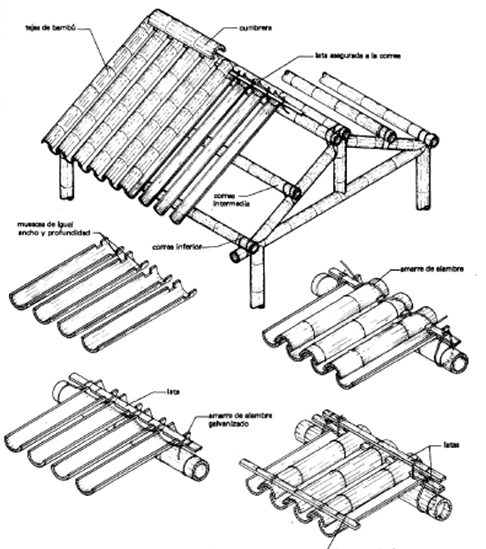 tejas de bambú
cumbrera
lata asegurada a la correa
correa
intermedia
muescas de igual
ancho y profundidad
correa inferior
amarre de alambre
lata
amarre de alambre
galvanizado
latas